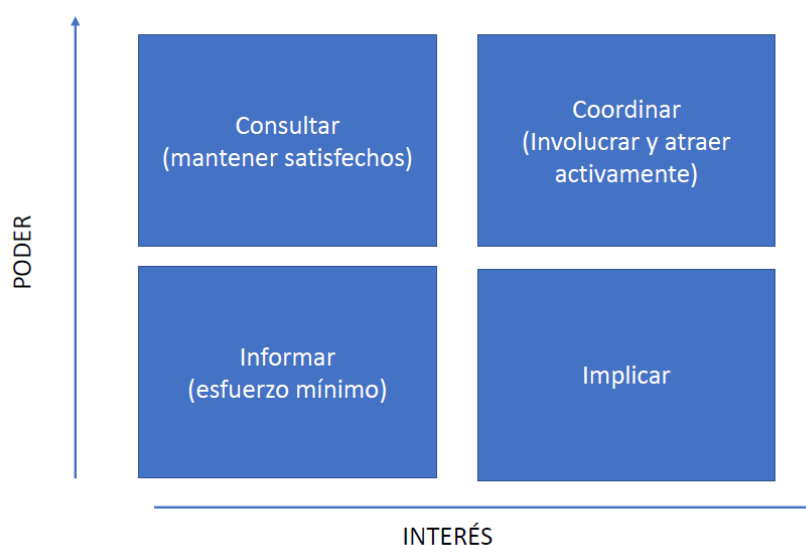 Consultar
(mantener satisfechos)
Coordinar
(Involucrar y atraer
activamente)
PODER
Informar
(esfuerzo mínimo)
Implicar
INTERÉS